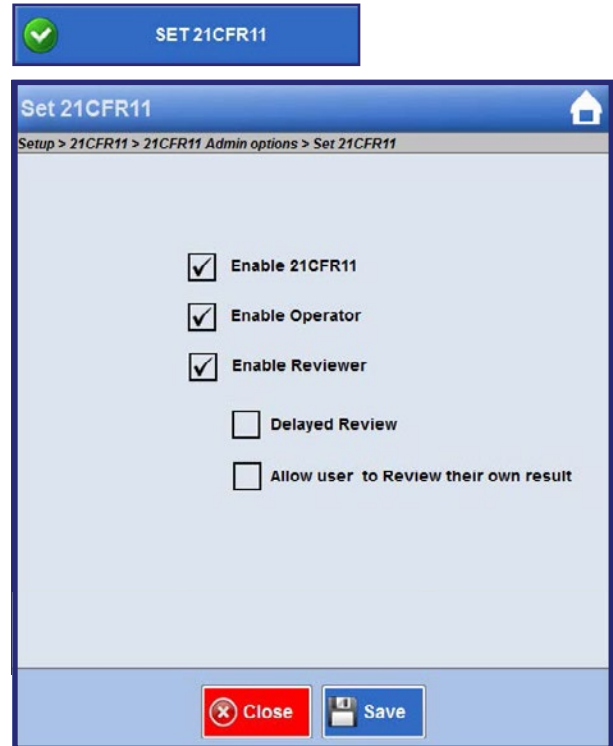 SET 21CFR11
Set 21CFR11
Setup > 21CFR11 > 21CFR11 Admin options > Set 21CFR11
Enable 21CFR11
Enable Operator
Enable Reviewer
Delayed Review
Allow user to Review their own result
Close
Save